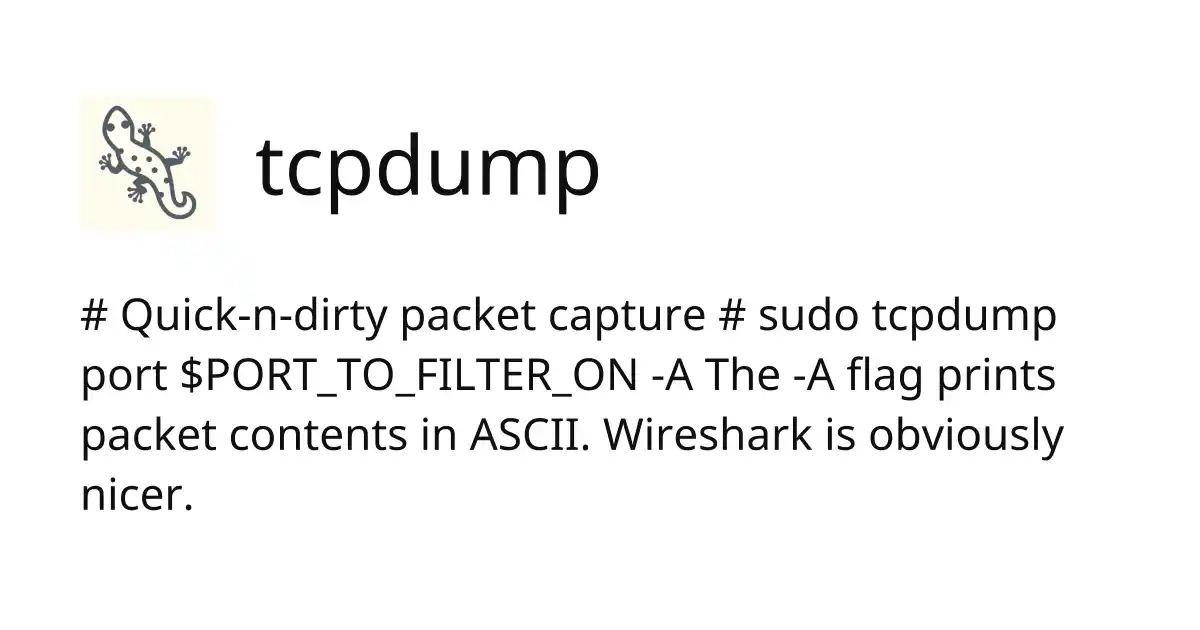 tcpdump
# Quick-n-dirty packet capture # sudo tcpdump
port $PORT_TO_FILTER_ON -A The -A flag prints
packet contents in ASCII. Wireshark is obviously
nicer.